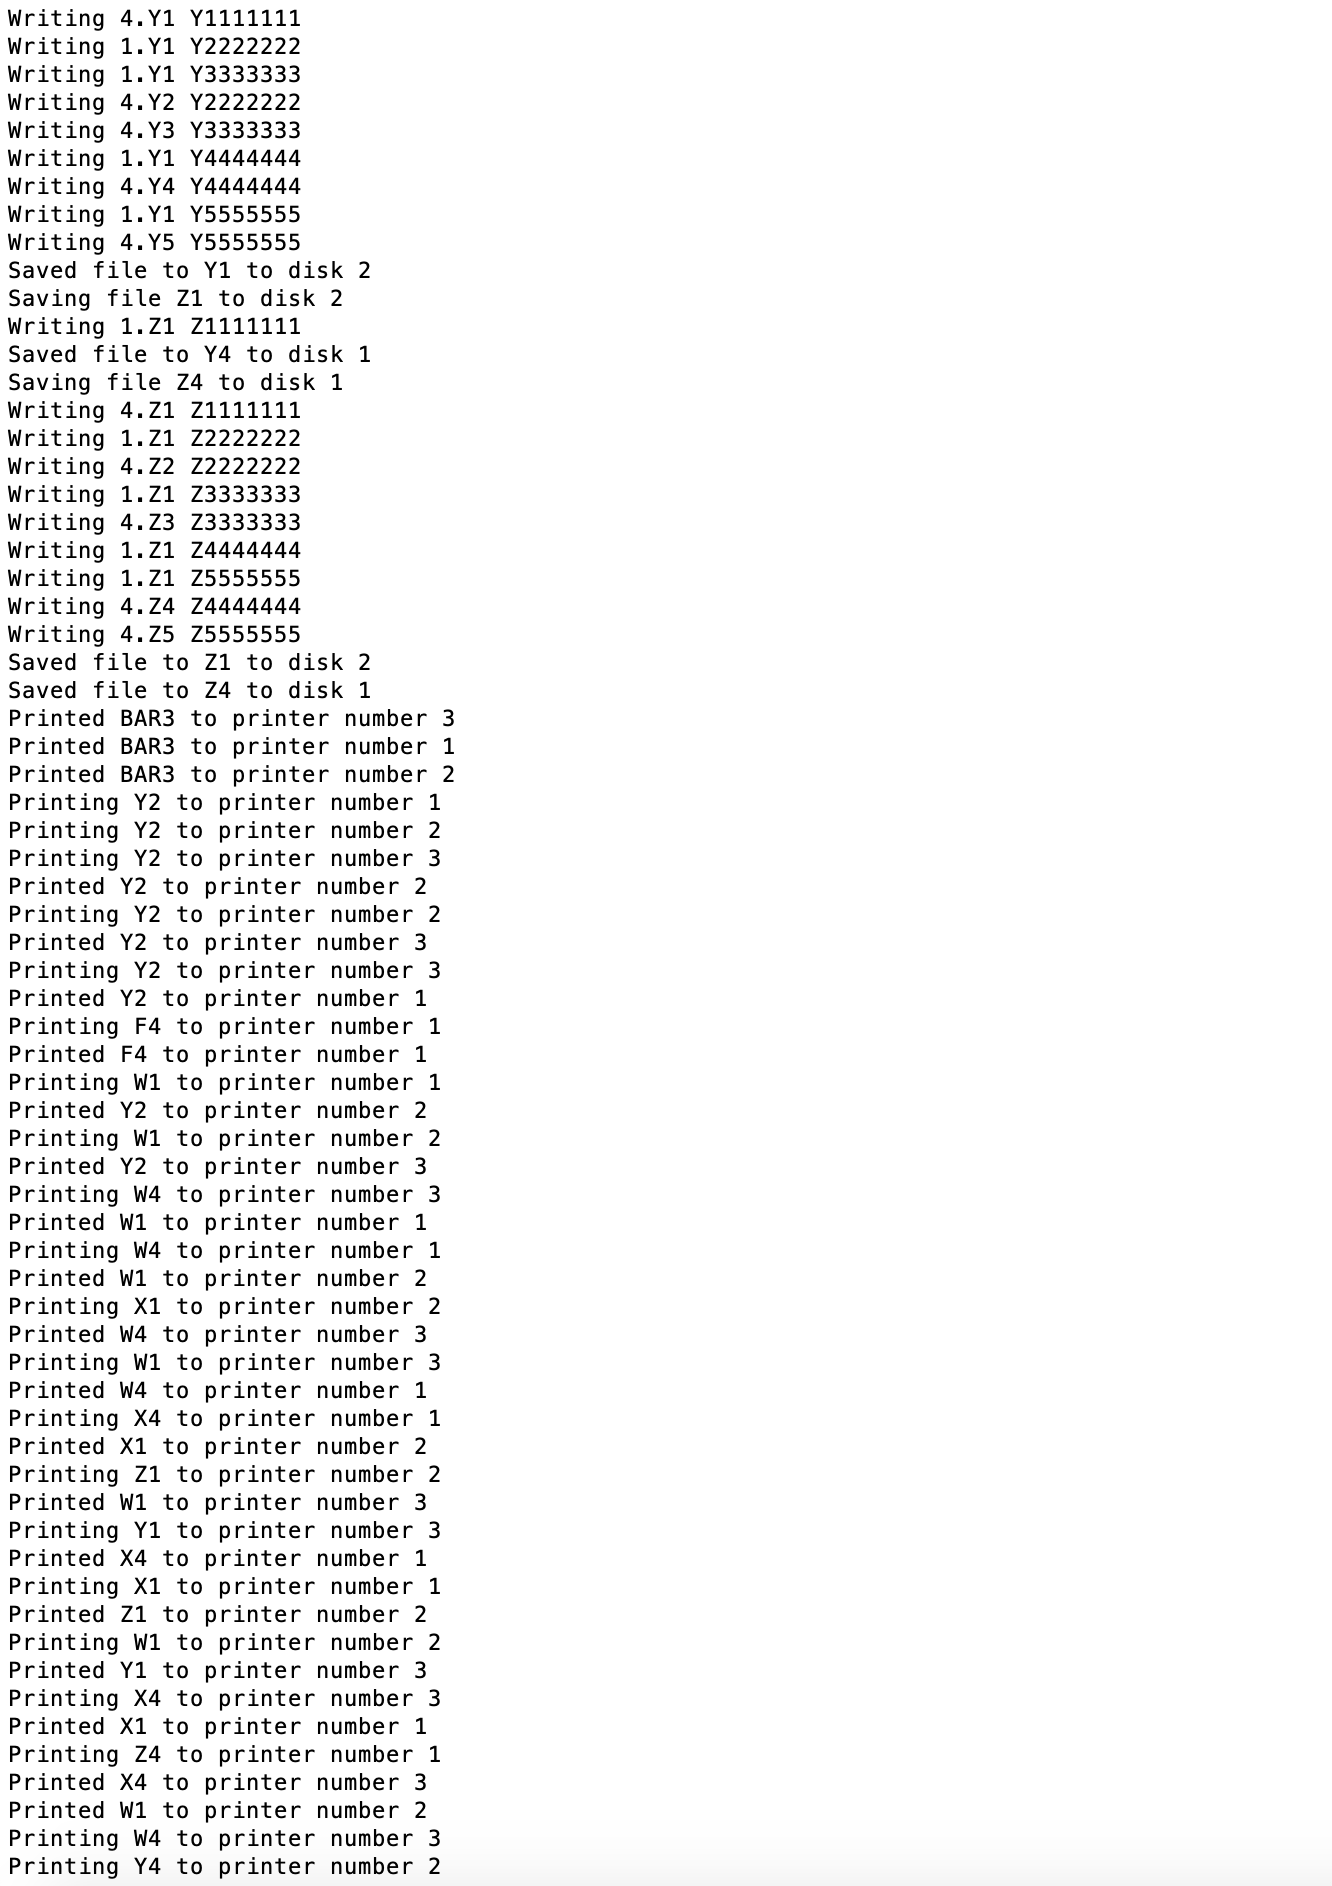 Writing 4.Y1 Y1111111
Writing 1.Y1 Y2222222
Writing 1.Y1 Y3333333
Writing 4.Y2 Y2222222
Writing 4.Y3 Y3333333
Writing 1.Y1 Y4444444
Writing 4.Y4 Y4444444
Writing 1.Y1 Y5555555
Writing 4.Y5 Y5555555
Saved file to Y1 to disk 2
Saving file Z1 to disk 2
Writing 1.Z1 Z1111111
Saved file to Y4 to disk 1
Saving file Z4 to disk 1
Writing 4.Z1 Z1111111
Writing 1.Z1 Z2222222
Writing 4.Z2 Z2222222
Writing 1.Z1 Z3333333
Writing 4.Z3 Z3333333
Writing 1.Z1 Z4444444
Writing 1.Z1 Z5555555
Writing 4.Z4 Z4444444
Writing 4.Z5 Z5555555
Saved file to Z1 to disk 2
Saved file to Z4 to disk 1
Printed BAR3 to printer number 3
Printed BAR3 to printer number 1
Printed BAR3 to printer number 2
Printing Y2 to printer number 1
Printing Y2 to printer number 2
Printing Y2 to printer number 3
Printed Y2 to printer number 2
Printing Y2 to printer number 2
Printed Y2 to printer number 3
Printing Y2 to printer number 3
Printed Y2 to printer number 1
Printing F4 to printer number 1
Printed F4 to printer number 1
Printing W1 to printer number 1
Printed Y2 to printer number 2
Printing W1 to printer number 2
Printed Y2 to printer number 3
Printing W4 to printer number 3
Printed W1 to printer number 1
Printing W4 to printer number 1
Printed W1 to printer number 2
Printing X1 to printer number 2
Printed W4 to printer number 3
Printing W1 to printer number 3
Printed W4 to printer number 1
Printing X4 to printer number 1
Printed X1 to printer number 2
Printing Z1 to printer number 2
Printed W1 to printer number 3
Printing Y1 to printer number 3
Printed X4 to printer number 1
Printing X1 to printer number 1
Printed Z1 to printer number 2
Printing W1 to printer number 2
Printed Y1 to printer number 3
Printing X4 to printer number 3
Printed X1 to printer number 1
Printing Z4 to printer number 1
Printed X4 to printer number 3
Printed W1 to printer number 2
Printing W4 to printer number 3
Printing Y4 to printer number 2